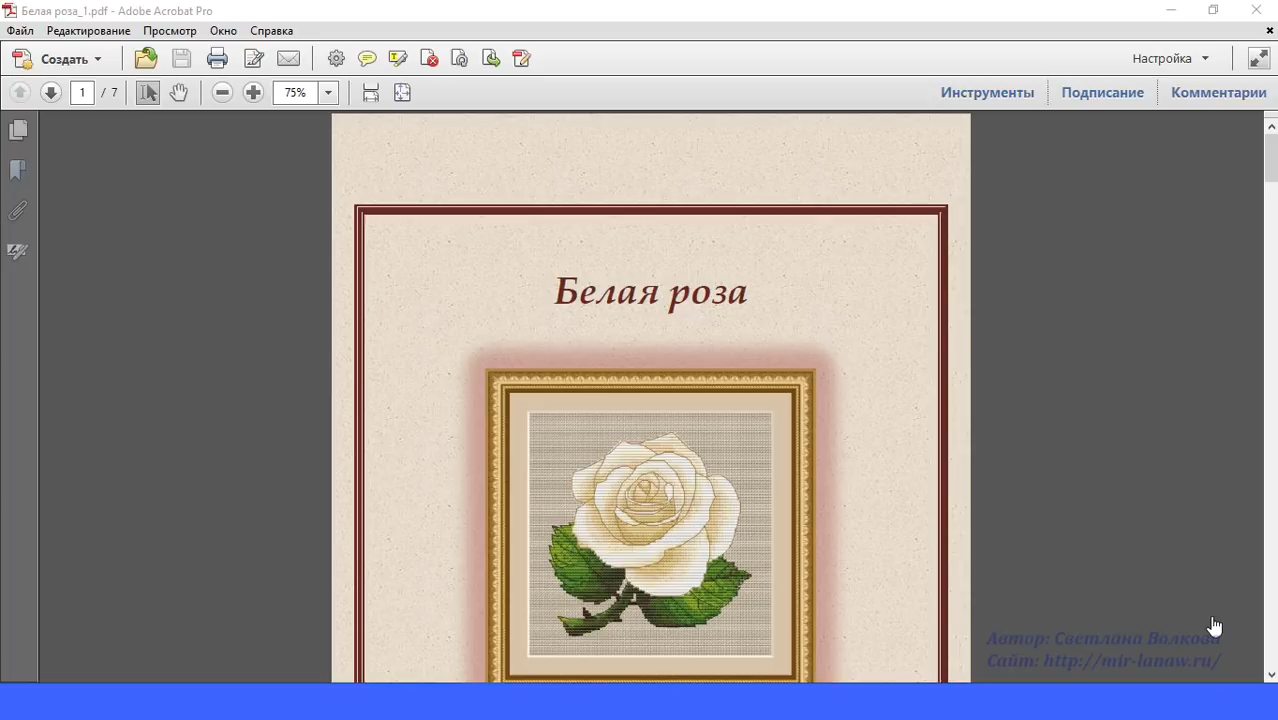 Белая роза_1.pdf - Adobe Acrobat Pro
Файл Редактирование Просмотр Окно Справка
Создать
Настройка
1 / 7
75%
Инструменты Подписание Комментарии
Белая роза
Автор: Светлана Волкова
Сайт: http://mir-lanaw.ru/